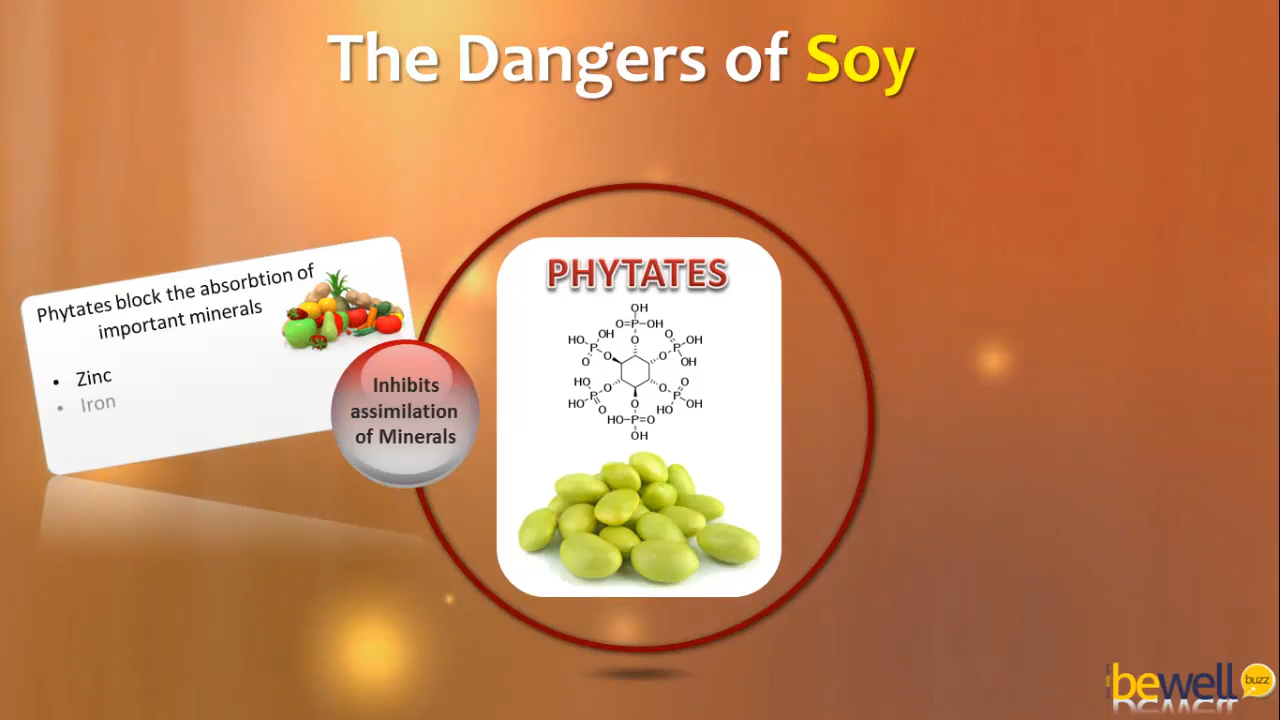 The Dangers of Soy
Phytates block the absorbtion of
important minerals
• Zinc
• Iron
Inhibits
assimilation
of Minerals
PHYTATES
OH
O=P—OH
O
HO
OH
P
O
O
O
P
OH
OH
HO
HO
P
O
O
O
O
P
OH
HO
O
HO—P=O
OH
bewell
buzz